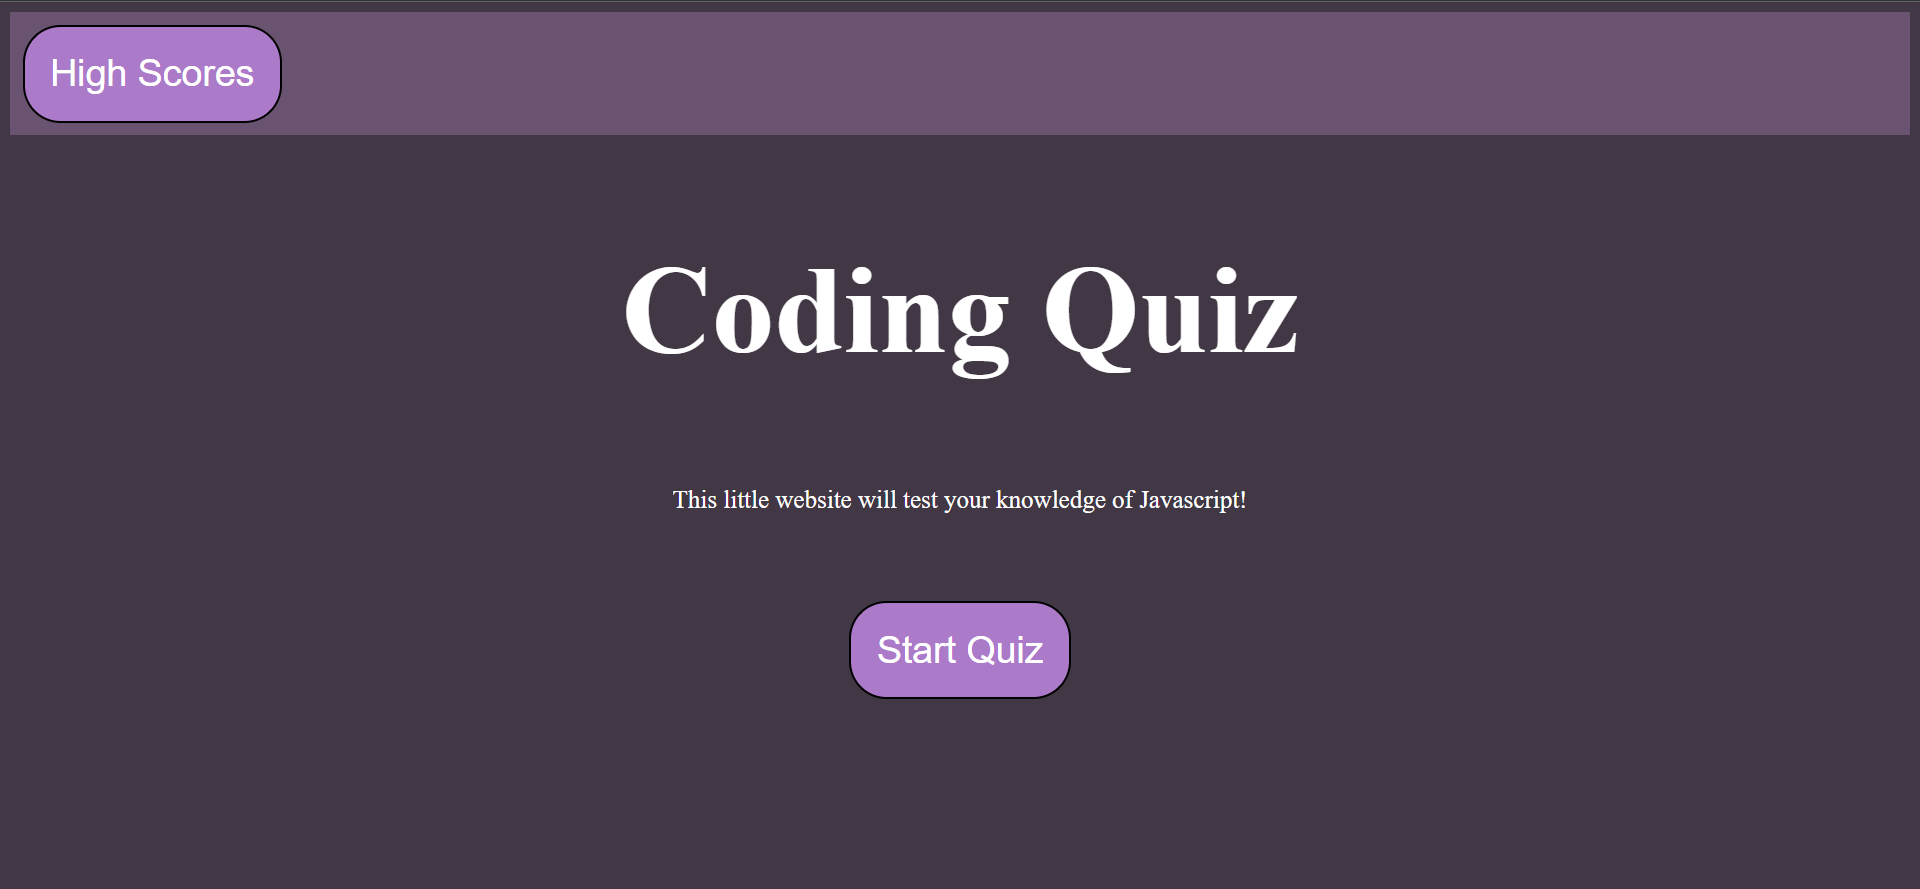 High Scores
Coding Quiz
This little website will test your knowledge of Javascript!
Start Quiz